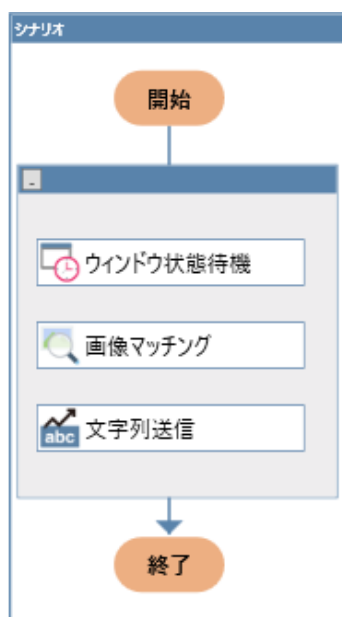 シナリオ
開始
-
ウィンドウ状態待機
画像マッチング
abc
文字列送信
終了